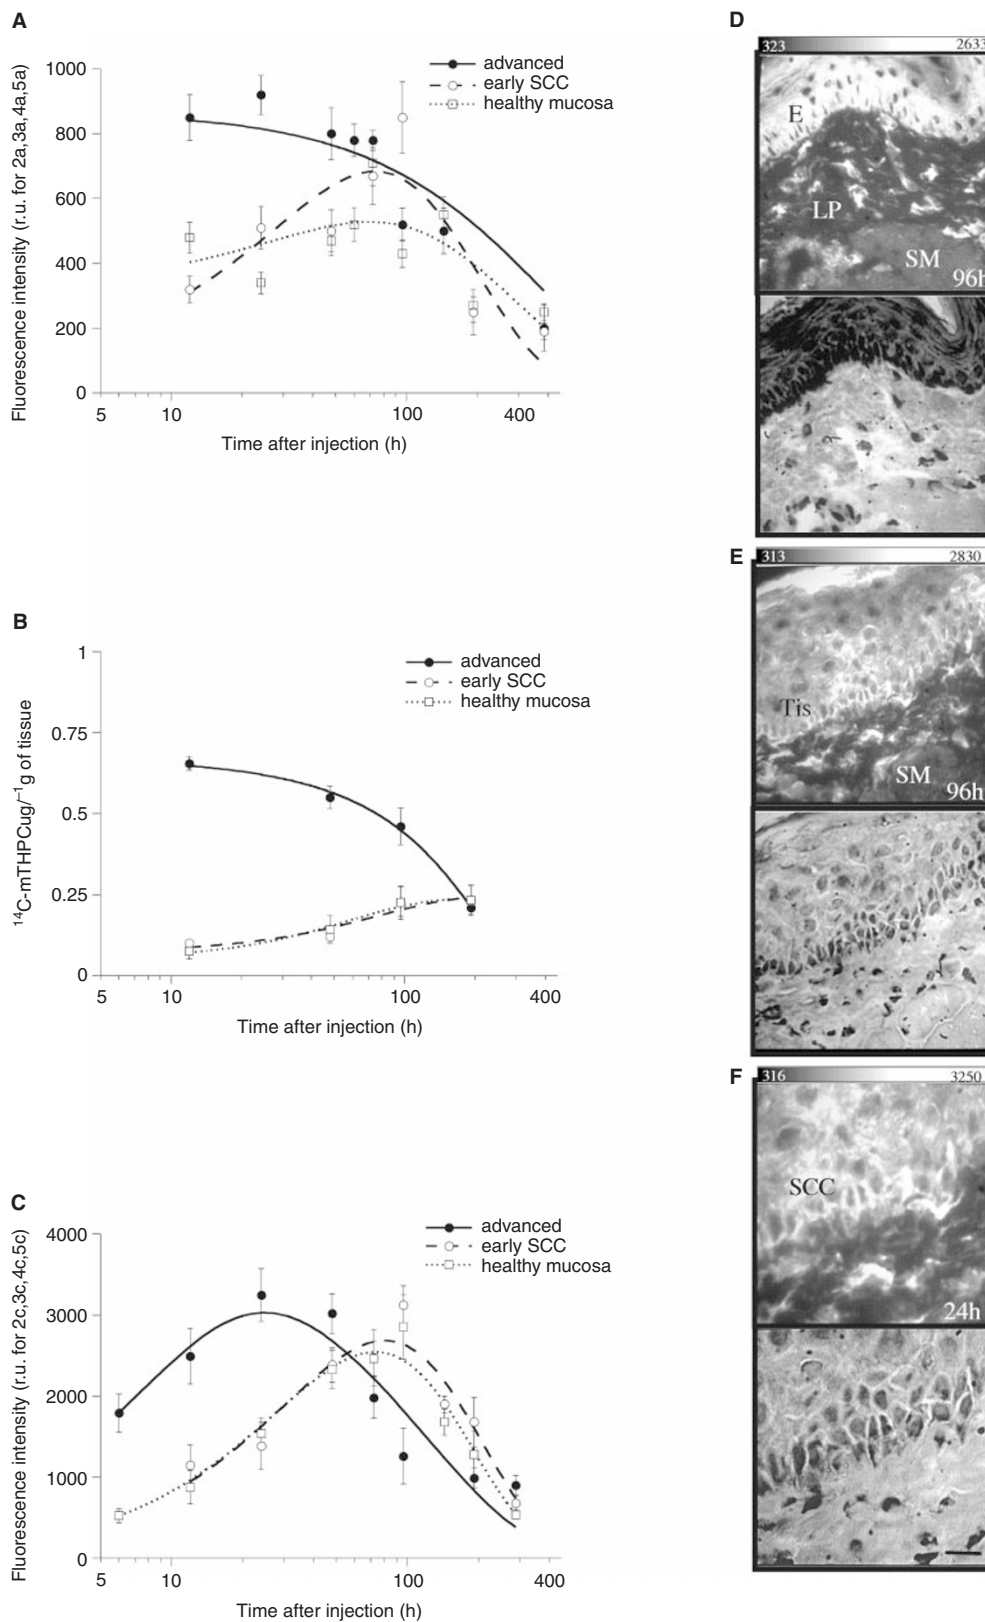 A
Fluorescence intensity (r.u. for 2a,3a,4a,5a)
1000
800
600
400
200
0
5
10
100
400
Time after injection (h)
advanced
early SCC
healthy mucosa
B
14C-mTHPCug/–1g of tissue
1
0.75
0.5
0.25
0
5
10
100
400
Time after injection (h)
advanced
early SCC
healthy mucosa
C
Fluorescence intensity (r.u. for 2c,3c,4c,5c)
4000
3000
2000
1000
0
5
10
100
400
Time after injection (h)
advanced
early SCC
healthy mucosa
D
323 2633
E
LP
SM
96h
E
313 2830
Tis
SM
96h
F
316 3250
SCC
24h